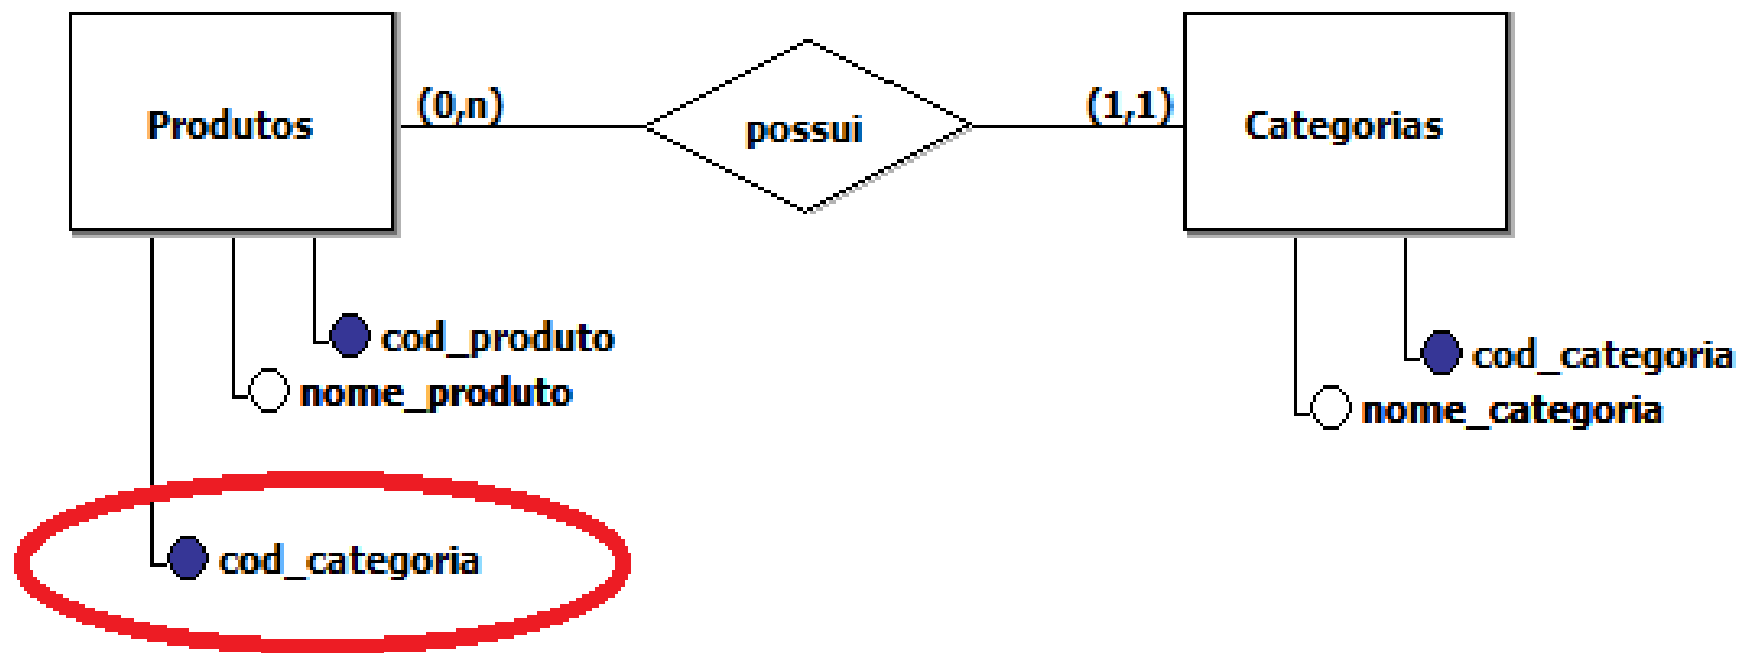 Produtos
(0,n)
possui
(1,1)
Categorias
cod_produto
nome_produto
cod_categoria
cod_categoria
nome_categoria